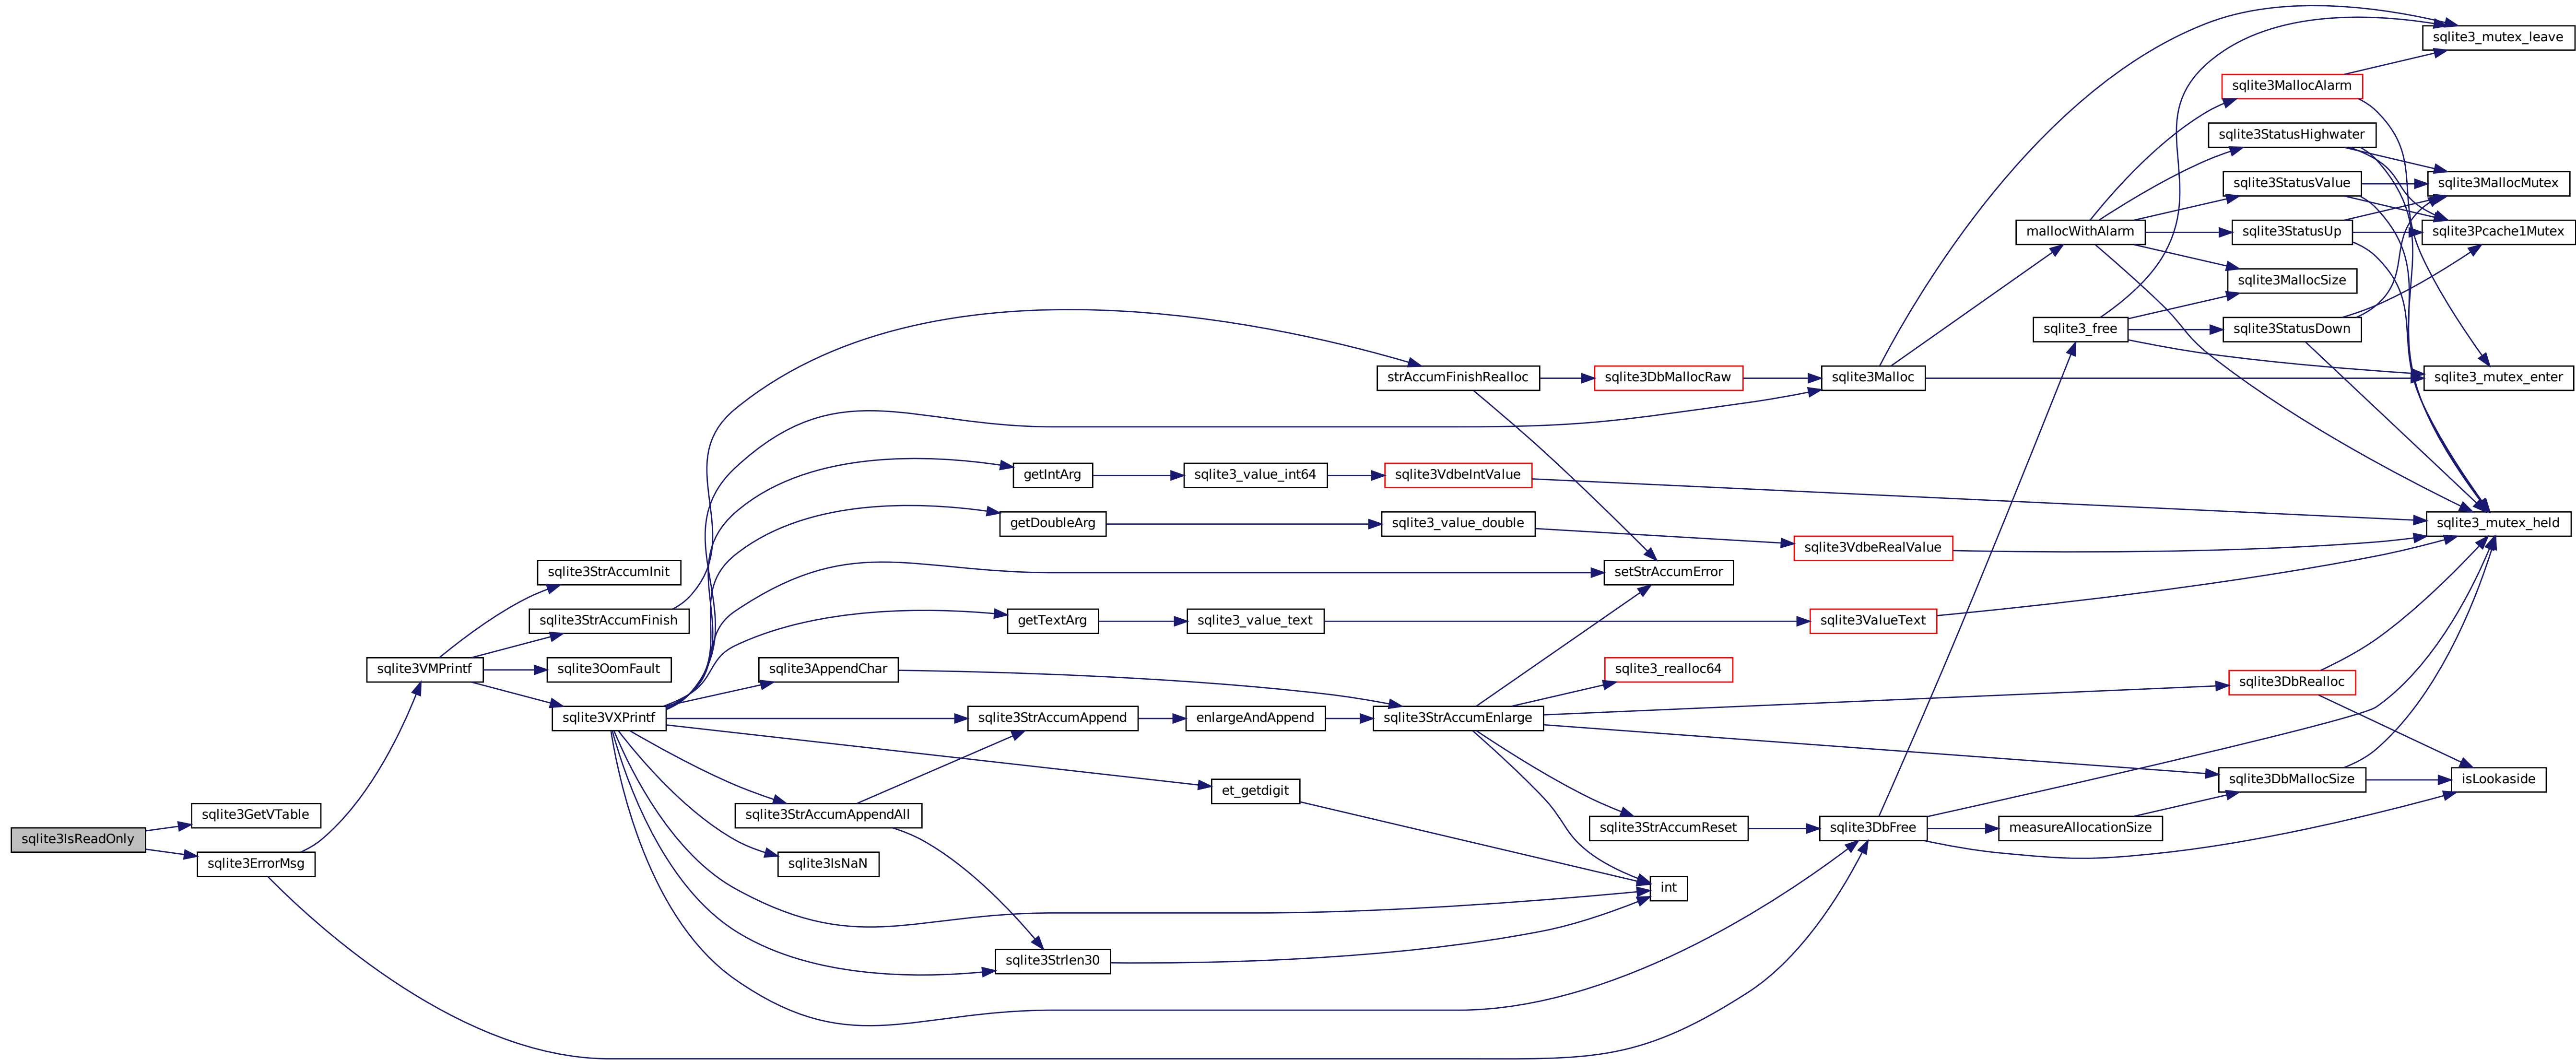 sqlite3IsReadOnly
sqlite3GetVTable
sqlite3ErrorMsg
sqlite3VMPrintf
sqlite3StrAccumInit
sqlite3StrAccumFinish
sqlite3OomFault
sqlite3VXPrintf
sqlite3AppendChar
sqlite3StrAccumAppendAll
sqlite3IsNaN
getIntArg
getDoubleArg
getTextArg
sqlite3StrAccumAppend
sqlite3Strlen30
sqlite3_value_int64
sqlite3_value_text
enlargeAndAppend
et_getdigit
strAccumFinishRealloc
sqlite3VdbeIntValue
sqlite3_value_double
sqlite3StrAccumEnlarge
sqlite3DbMallocRaw
setStrAccumError
sqlite3_realloc64
sqlite3StrAccumReset
int
sqlite3Malloc
sqlite3VdbeRealValue
sqlite3ValueText
sqlite3DbFree
mallocWithAlarm
sqlite3_free
measureAllocationSize
sqlite3MallocAlarm
sqlite3StatusHighwater
sqlite3StatusValue
sqlite3StatusUp
sqlite3MallocSize
sqlite3StatusDown
sqlite3DbRealloc
sqlite3DbMallocSize
sqlite3_mutex_leave
sqlite3MallocMutex
sqlite3Pcache1Mutex
sqlite3_mutex_enter
sqlite3_mutex_held
isLookaside